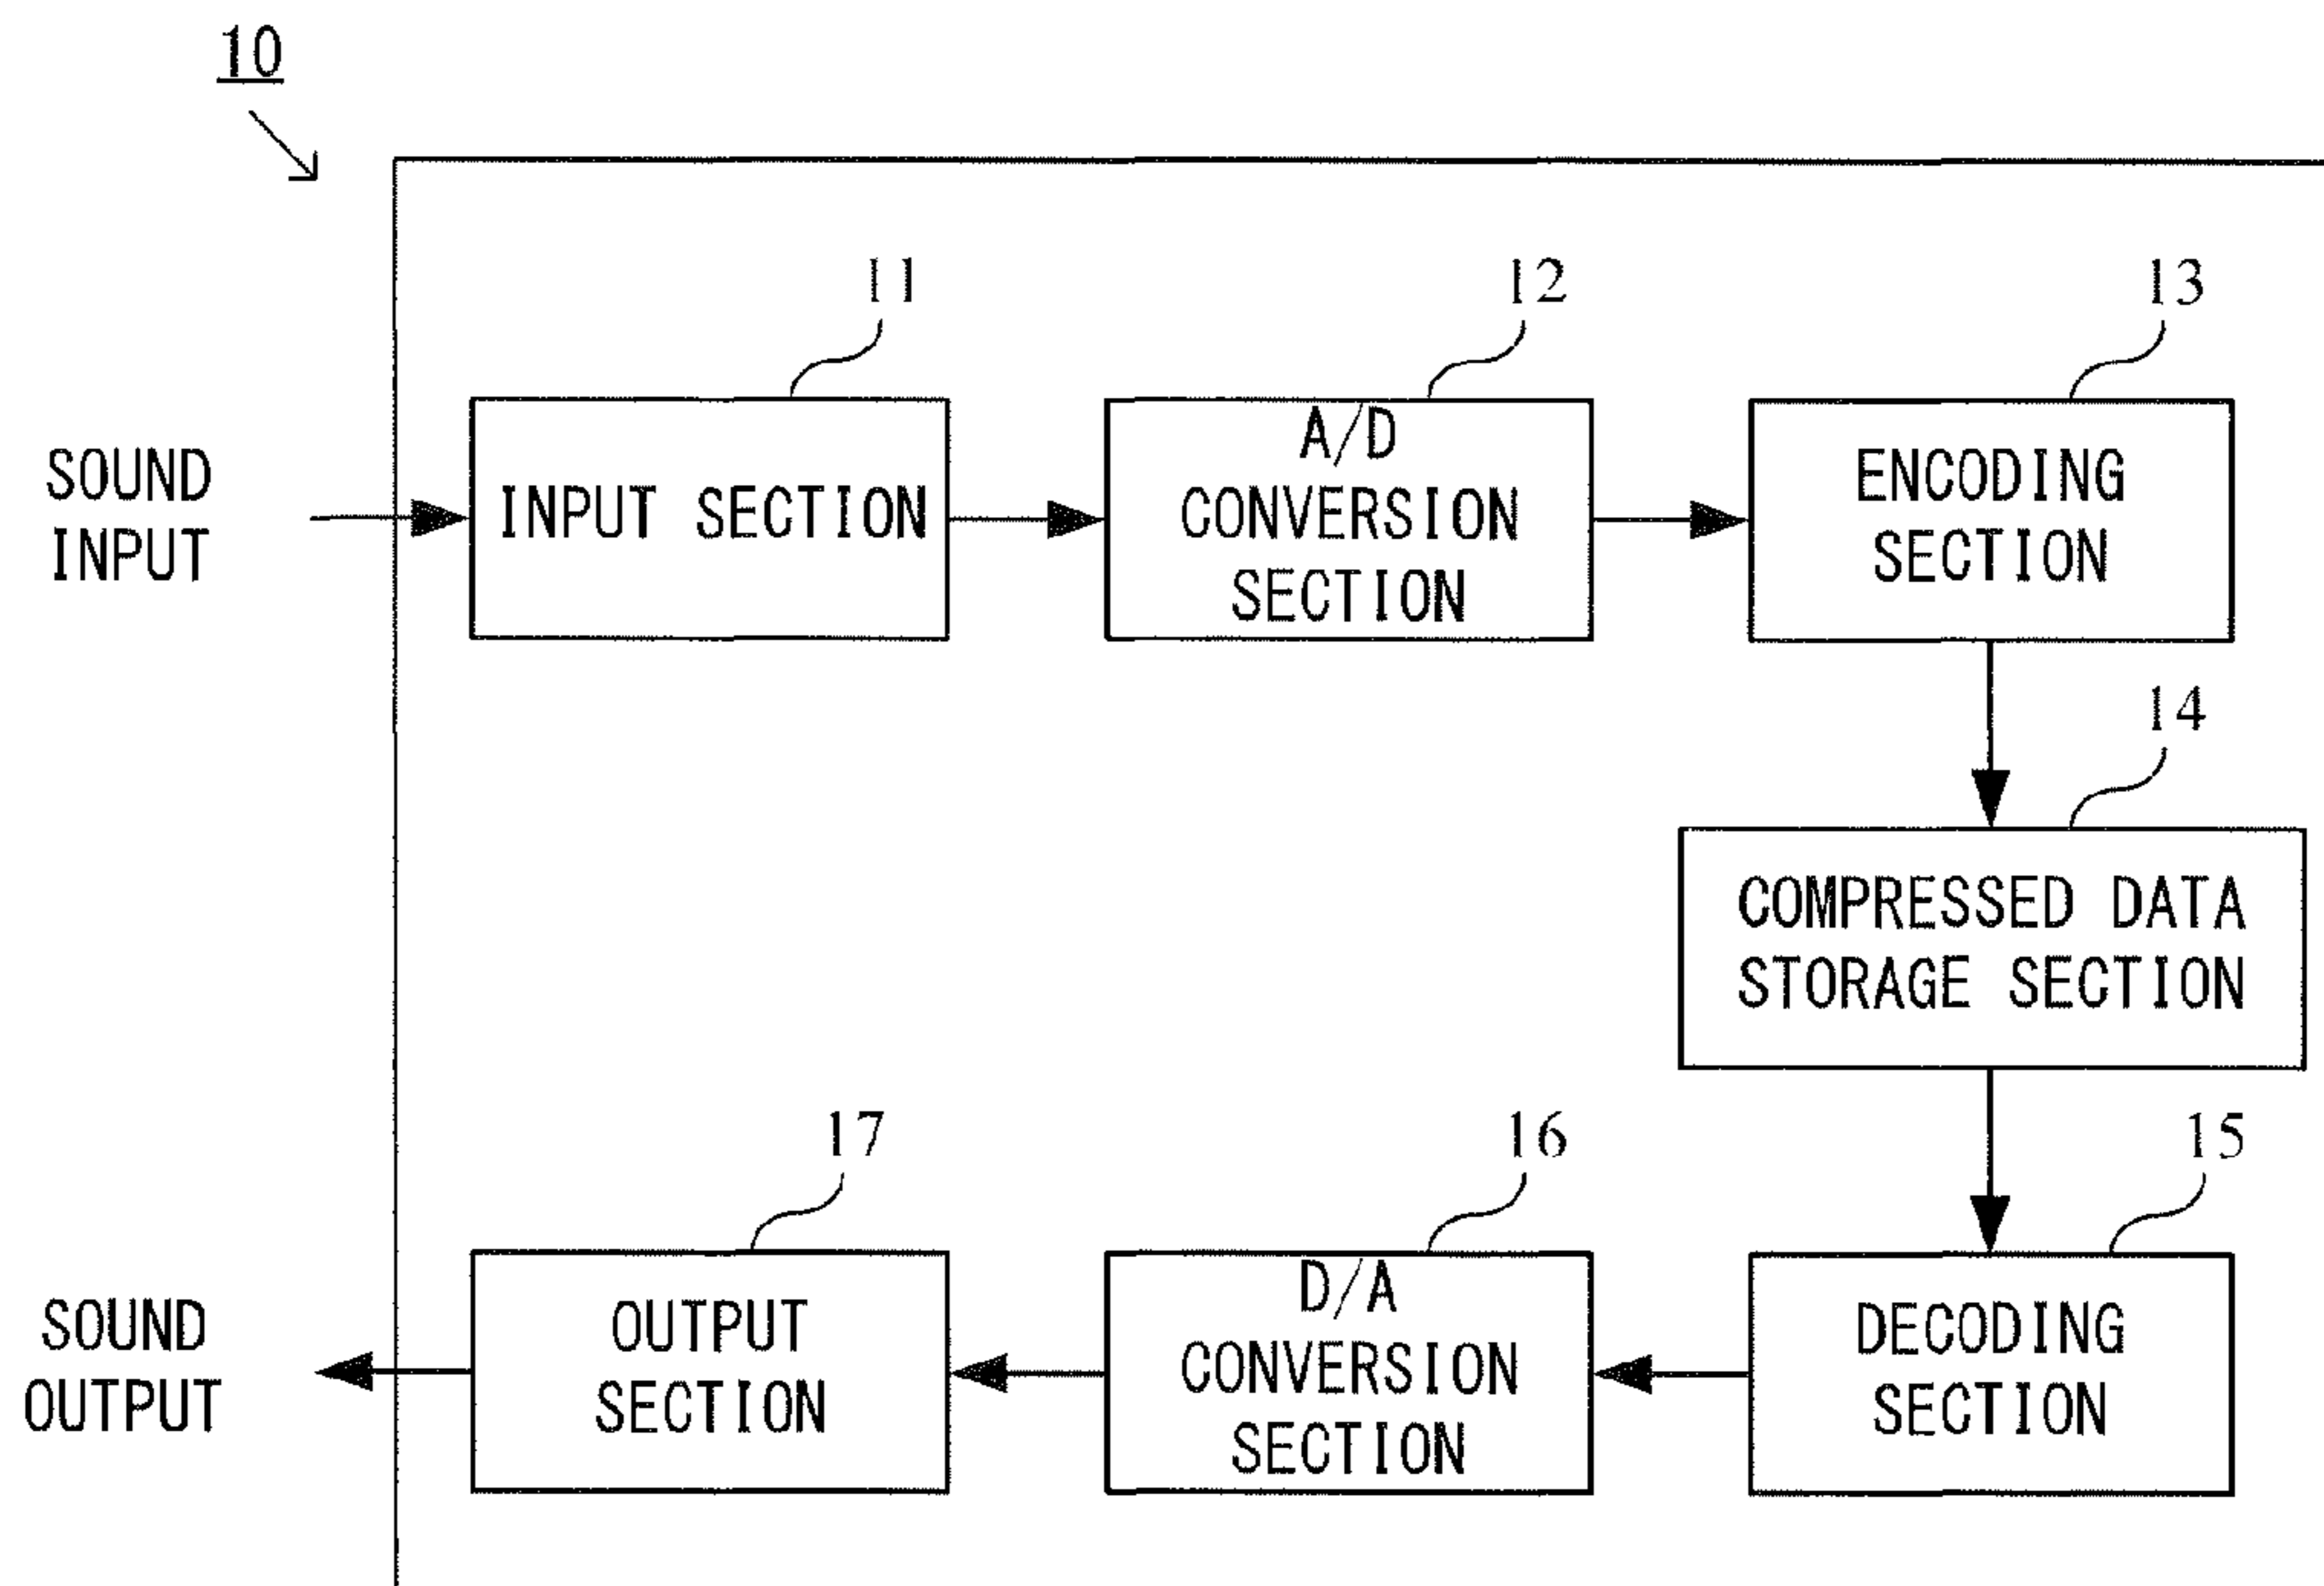 10
11
12
13
SOUND
INPUT
INPUT SECTION
A/D
CONVERSION
SECTION
ENCODING
SECTION
14
COMPRESSED DATA
STORAGE SECTION
17
16
15
SOUND
OUTPUT
OUTPUT
SECTION
D/A
CONVERSION
SECTION
DECODING
SECTION